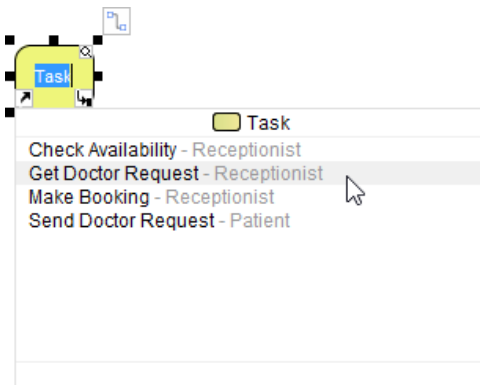 Task
Task
Check Availability - Receptionist
Get Doctor Request - Receptionist
Make Booking - Receptionist
Send Doctor Request - Patient